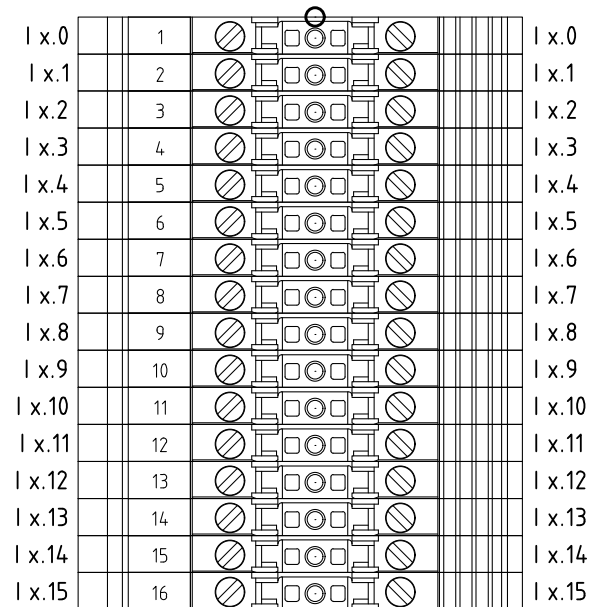 I x.0 1 I x.0
I x.1 2 I x.1
I x.2 3 I x.2
I x.3 4 I x.3
I x.4 5 I x.4
I x.5 6 I x.5
I x.6 7 I x.6
I x.7 8 I x.7
I x.8 9 I x.8
I x.9 10 I x.9
I x.10 11 I x.10
I x.11 12 I x.11
I x.12 13 I x.12
I x.13 14 I x.13
I x.14 15 I x.14
I x.15 16 I x.15